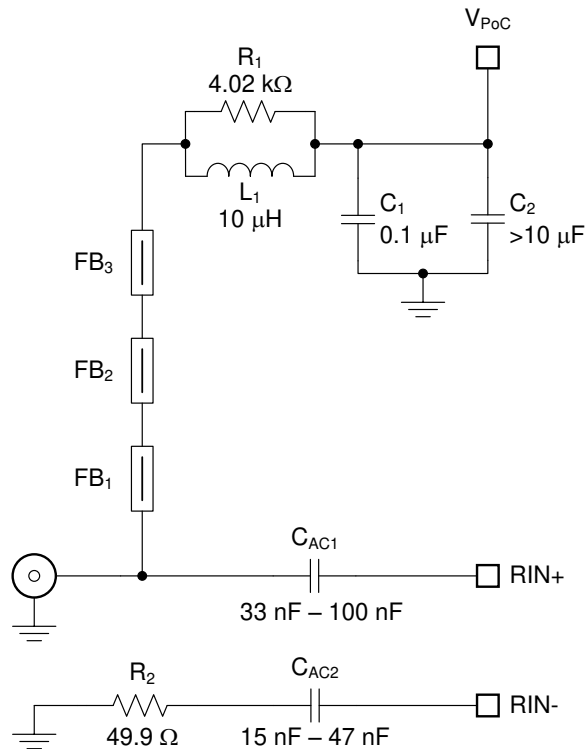 V_PoC
R_1
4.02 kΩ
L_1
10 μH
C_1
0.1 μF
C_2
>10 μF
FB_3
FB_2
FB_1
C_AC1
33 nF – 100 nF
RIN+
R_2
49.9 Ω
C_AC2
15 nF – 47 nF
RIN-